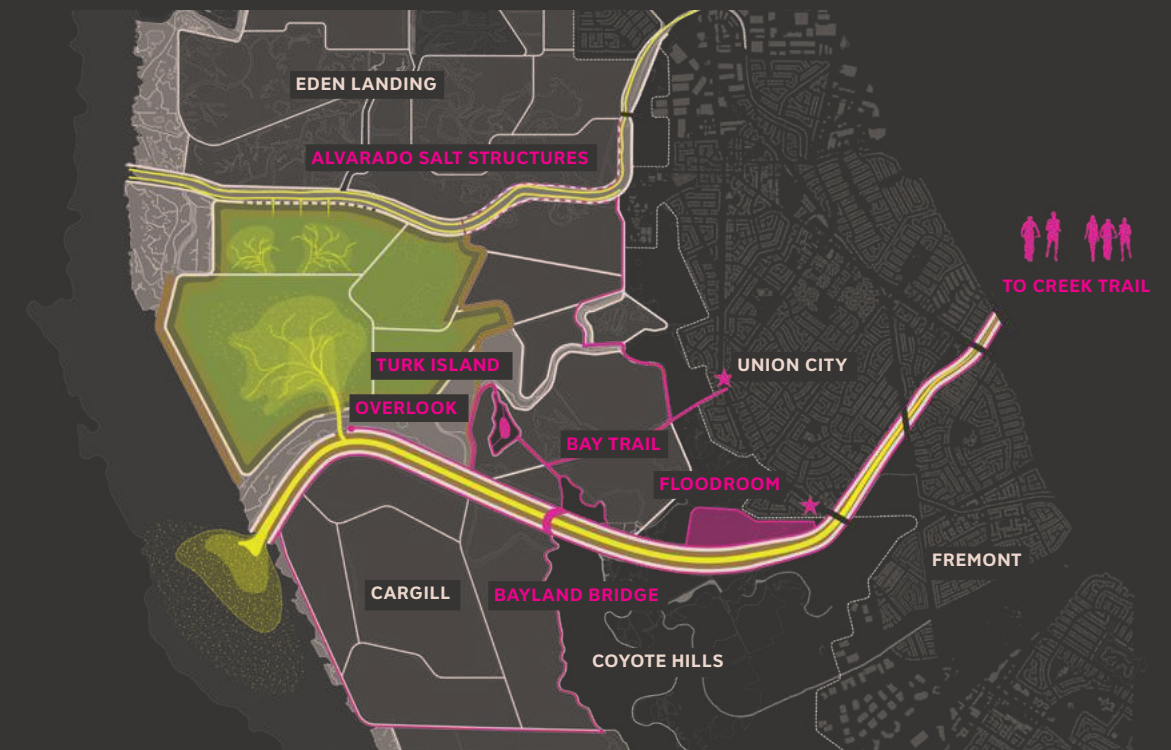 EDEN LANDING
ALVARADO SALT STRUCTURES
TO CREEK TRAIL
TURK ISLAND
UNION CITY
OVERLOOK
BAY TRAIL
FLOODROOM
FREMONT
CARGILL
BAYLAND BRIDGE
COYOTE HILLS